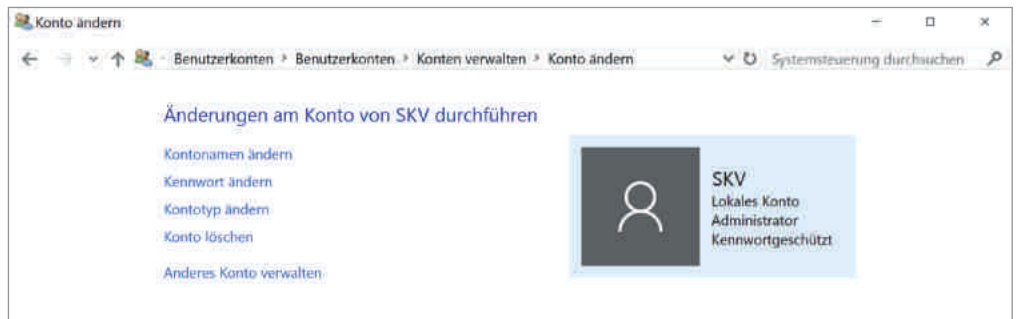 Konto ändern
Benutzerkonten Benutzerkonten Konten verwalten Konto ändern Systemsteuerung durchsuchen
Änderungen am Konto von SKV durchführen
Kontonamen ändern
Kennwort ändern
Kontotyp ändern
Konto löschen
Anderes Konto verwalten
SKV
Lokales Konto
Administrator
Kennwortgeschützt